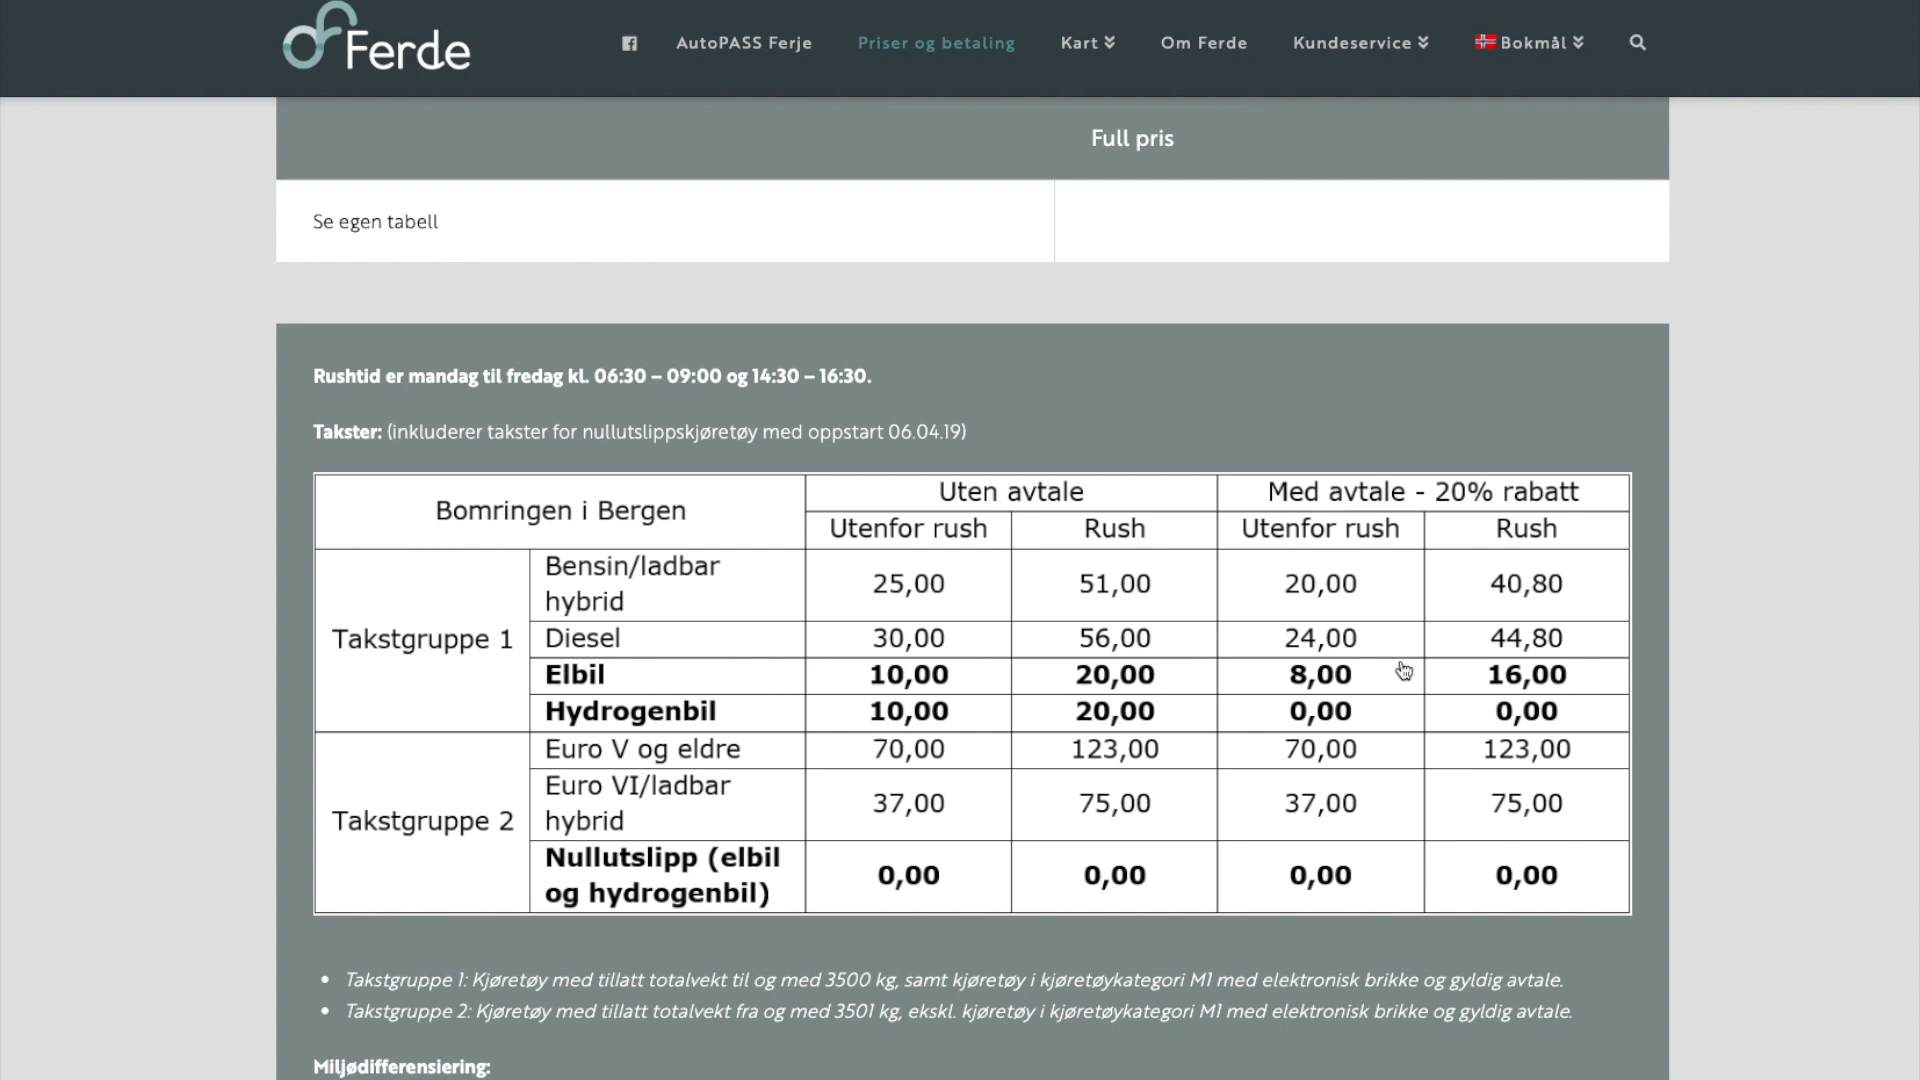 Ferde
AutoPASS Ferje Priser og betaling Kart Om Ferde Kundeservice Bokmål
Full pris
Se egen tabell
Rushtid er mandag til fredag kl. 06:30 – 09:00 og 14:30 – 16:30.
Takster: (inkluderer takster for nullutslippskjøretøy med oppstart 06.04.19)
Bomringen i Bergen
Uten avtale
Med avtale - 20% rabatt
Utenfor rush Rush Utenfor rush Rush
Takstgruppe 1
Bensin/ladbar
hybrid
25,00 51,00 20,00 40,80
Diesel 30,00 56,00 24,00 44,80
Elbil 10,00 20,00 8,00 16,00
Hydrogenbil 10,00 20,00 0,00 0,00
Takstgruppe 2
Euro V og eldre 70,00 123,00 70,00 123,00
Euro VI/ladbar
hybrid
37,00 75,00 37,00 75,00
Nullutslipp (elbil
og hydrogenbil)
0,00 0,00 0,00 0,00
• Takstgruppe 1: Kjøretøy med tillatt totalvekt til og med 3500 kg, samt kjøretøy i kjøretøykategori M1 med elektronisk brikke og gyldig avtale.
• Takstgruppe 2: Kjøretøy med tillatt totalvekt fra og med 3501 kg, ekskl. kjøretøy i kjøretøykategori M1 med elektronisk brikke og gyldig avtale.
Miljødifferensiering: